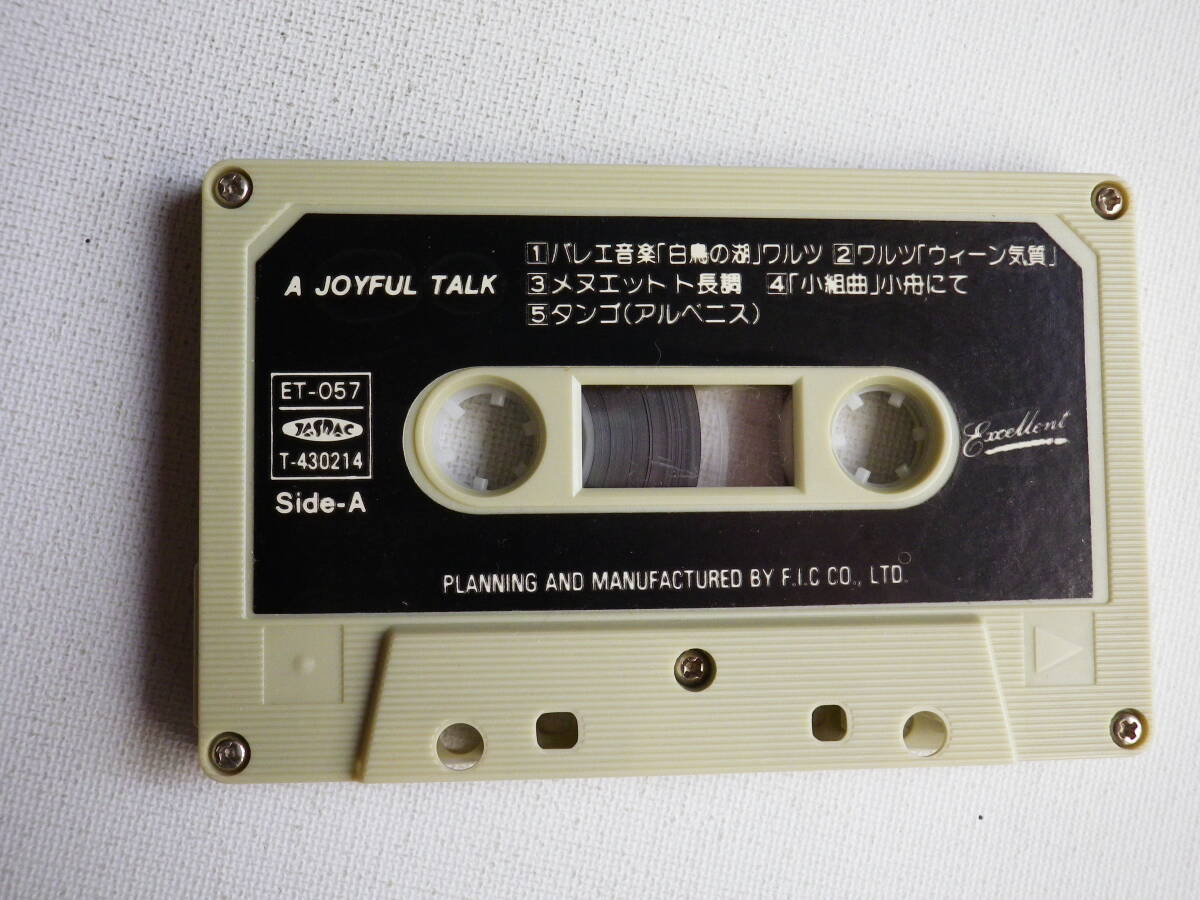 A JOYFUL TALK
1 バレエ音楽「白鳥の湖」ワルツ 2 ワルツ「ウィーン気質」
3 メヌエット ト長調 4 「小組曲」小舟にて
5 タンゴ(アルベニス)
ET-057
JASRAC
T-430214
Side-A
Excellent
PLANNING AND MANUFACTURED BY F.I.C CO., LTD.